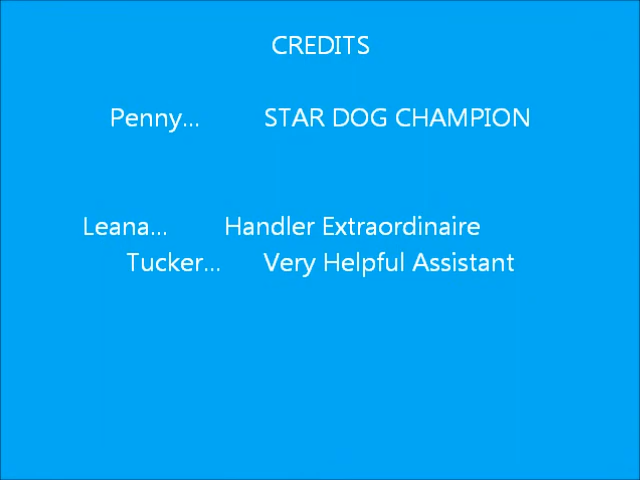 CREDITS
Penny... STAR DOG CHAMPION
Leana... Handler Extraordinaire
Tucker... Very Helpful Assistant